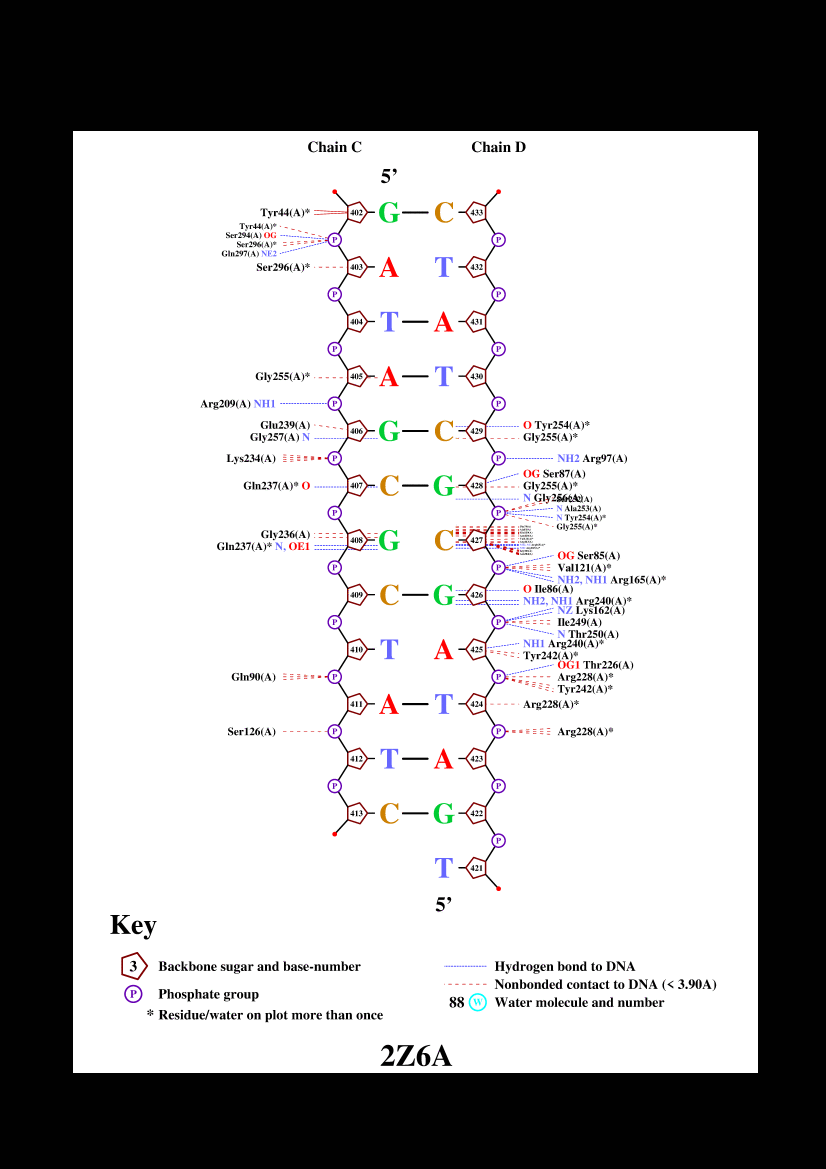 Chain C Chain D
5’
Tyr44(A)* 402 G C 433
Tyr44(A)*
Ser294(A) OG P P
Ser296(A)*
Gln297(A) NE2
Ser296(A)* 403 A T 432
P P
404 T A 431
P P
Gly255(A)* 405 A T 430
Arg209(A) NH1 P P
Glu239(A) 406 G C 429 O Tyr254(A)*
Gly257(A) N Gly255(A)*
Lys234(A) P P NH2 Arg97(A)
OG Ser87(A)
Gln237(A)* O 407 C G 428 Gly255(A)*
N Gly256(A)
P P N Ala253(A)
N Tyr254(A)*
Gly255(A)*
Gly236(A) 408 G C 427
Gln237(A)* N, OE1
OG Ser85(A)
P P Val121(A)*
NH2, NH1 Arg165(A)*
409 C G 426 O Ile86(A)
NH2, NH1 Arg240(A)*
NZ Lys162(A)
P P Ile249(A)
N Thr250(A)
410 T A 425 NH1 Arg240(A)*
Tyr242(A)*
OG1 Thr226(A)
Gln90(A) P P Arg228(A)*
Tyr242(A)*
411 A T 424 Arg228(A)*
Ser126(A) P P Arg228(A)*
412 T A 423
P P
413 C G 422
P
T 421
5’
Key
3 Backbone sugar and base-number
P Phosphate group
* Residue/water on plot more than once
Hydrogen bond to DNA
Nonbonded contact to DNA (< 3.90A)
88 W Water molecule and number
2Z6A